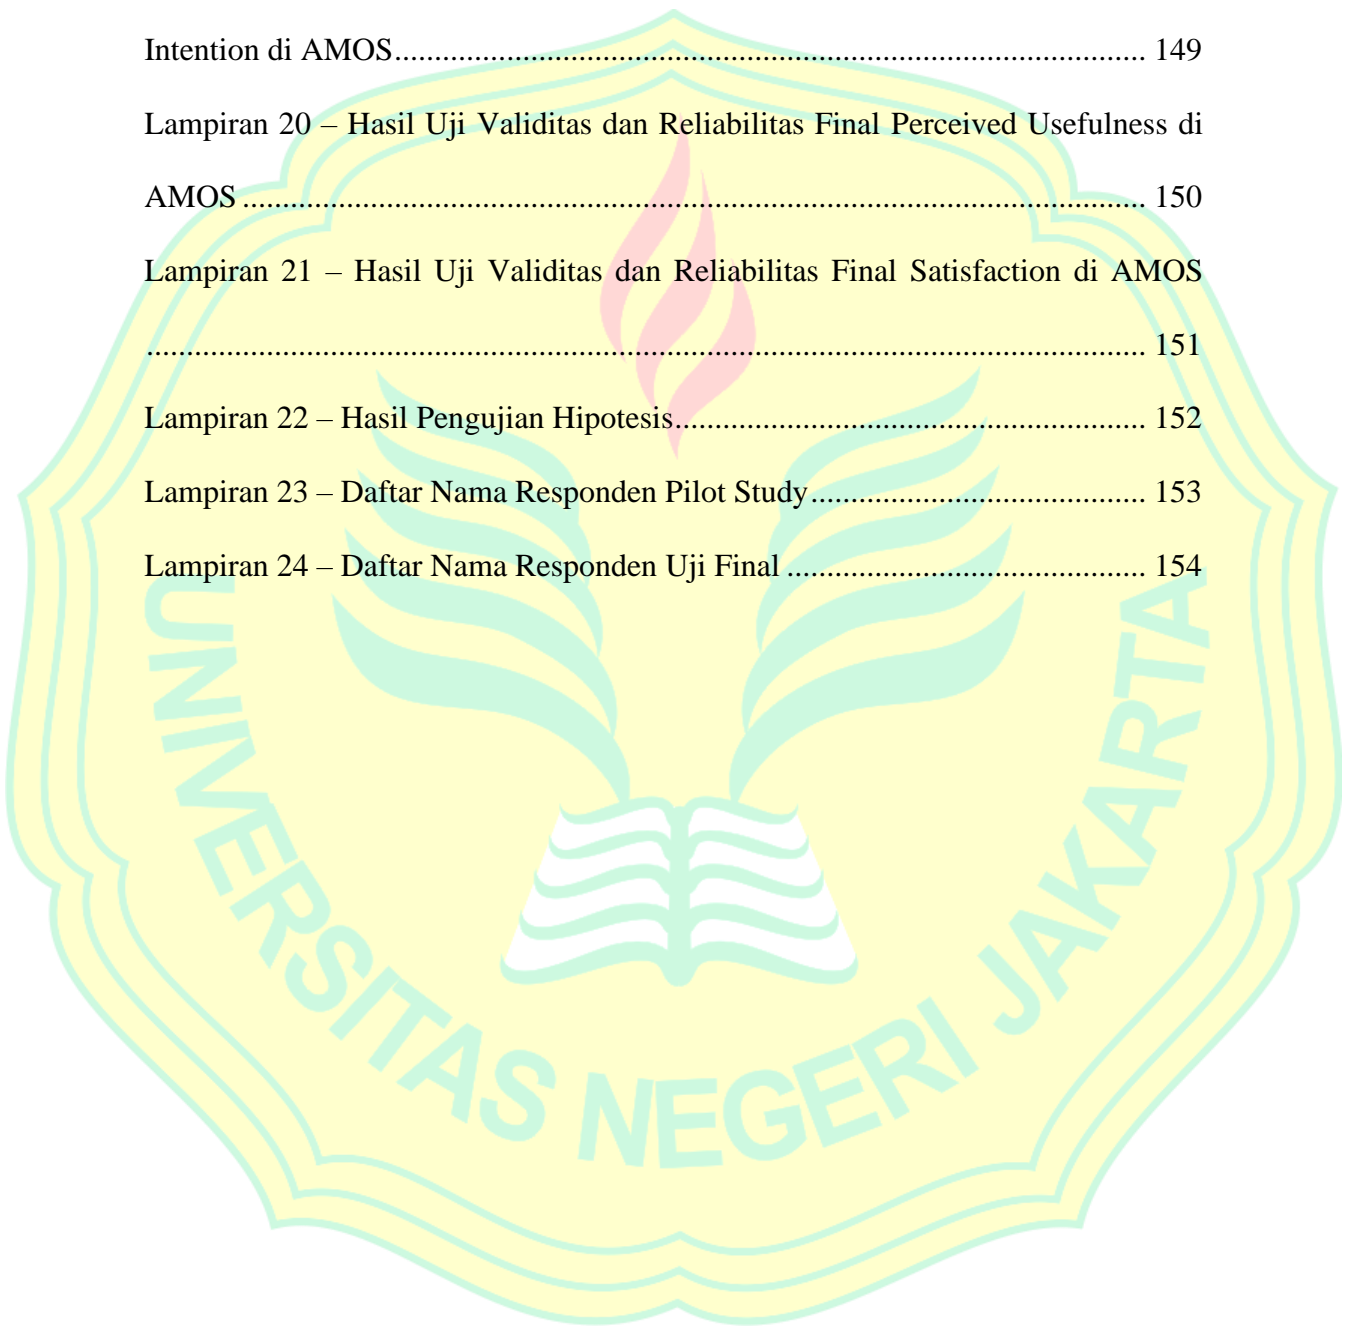 Intention di AMOS............................................................................................. 149
Lampiran 20 – Hasil Uji Validitas dan Reliabilitas Final Perceived Usefulness di
AMOS................................................................................................................ 150
Lampiran 21 – Hasil Uji Validitas dan Reliabilitas Final Satisfaction di AMOS
............................................................................................................................ 151
Lampiran 22 – Hasil Pengujian Hipotesis.......................................................... 152
Lampiran 23 – Daftar Nama Responden Pilot Study......................................... 153
Lampiran 24 – Daftar Nama Responden Uji Final ............................................ 154
UNIVERSITAS NEGERI JAKARTA